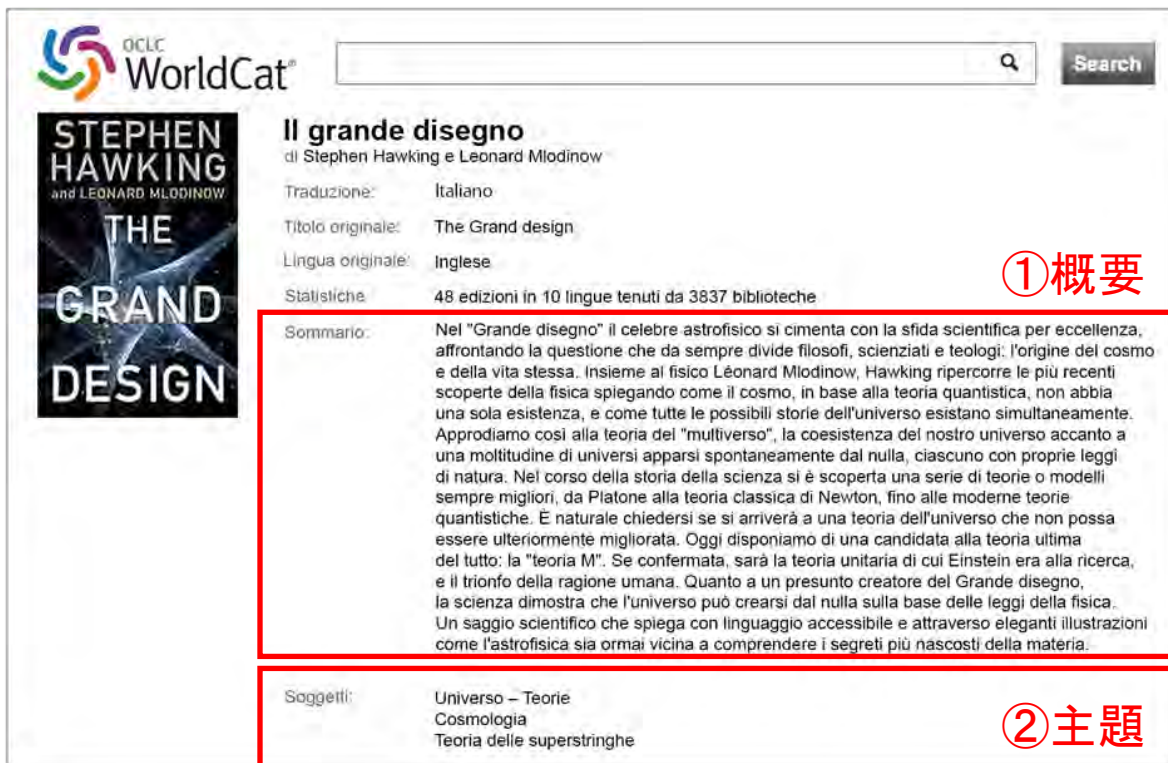 OCLC
WorldCat®
Search
STEPHEN
HAWKING
and LEONARD MLODINOW
THE
GRAND
DESIGN
Il grande disegno
di Stephen Hawking e Leonard Mlodinow
Traduzione: Italiano
Titolo originale: The Grand design
Lingua originale: Inglese
Statistiche 48 edizioni in 10 lingue tenuti da 3837 biblioteche
①概要
Sommario: Nel "Grande disegno" il celebre astrofisico si cimenta con la sfida scientifica per eccellenza,
affrontando la questione che da sempre divide filosofi, scienziati e teologi: l'origine del cosmo
e della vita stessa. Insieme al fisico Léonard Mlodinow, Hawking ripercorre le più recenti
scoperte della fisica spiegando come il cosmo, in base alla teoria quantistica, non abbia
una sola esistenza, e come tutte le possibili storie dell'universo esistano simultaneamente.
Approdiamo così alla teoria del "multiverso", la coesistenza del nostro universo accanto a
una moltitudine di universi apparsi spontaneamente dal nulla, ciascuno con proprie leggi
di natura. Nel corso della storia della scienza si è scoperta una serie di teorie o modelli
sempre migliori, da Platone alla teoria classica di Newton, fino alle moderne teorie
quantistiche. È naturale chiedersi se si arriverà a una teoria dell'universo che non possa
essere ulteriormente migliorata. Oggi disponiamo di una candidata alla teoria ultima
del tutto: la "teoria M". Se confermata, sarà la teoria unitaria di cui Einstein era alla ricerca,
e il trionfo della ragione umana. Quanto a un presunto creatore del Grande disegno,
la scienza dimostra che l'universo può crearsi dal nulla sulla base delle leggi della fisica.
Un saggio scientifico che spiega con linguaggio accessibile e attraverso eleganti illustrazioni
come l'astrofisica sia ormai vicina a comprendere i segreti più nascosti della materia.
Soggetti: Universo – Teorie
Cosmologia
Teoria delle superstringhe
②主題